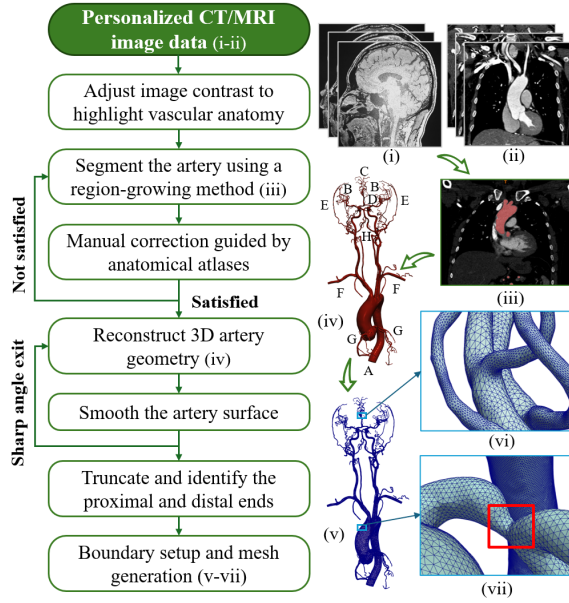 Personalized CT/MRI
image data (i-ii)
Adjust image contrast to
highlight vascular anatomy
Segment the artery using a
region-growing method (iii)
Manual correction guided by
anatomical atlases
Not satisfied
Satisfied
Reconstruct 3D artery
geometry (iv)
Smooth the artery surface
Sharp angle exit
Truncate and identify the
proximal and distal ends
Boundary setup and mesh
generation (v-vii)
(i)
(ii)
(iii)
C
B B
E D E
H
F F
(iv)
G G
A
(v)
(vi)
(vii)